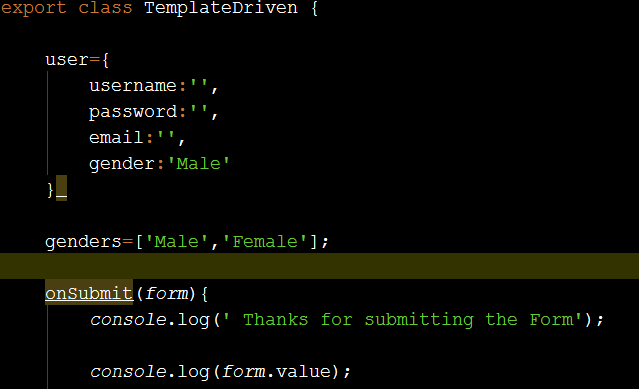 export class TemplateDriven {
user={
username:'',
password:'',
email:'',
gender:'Male'
}
genders=['Male','Female'];
onSubmit(form){
console.log(' Thanks for submitting the Form');
console.log(form.value);